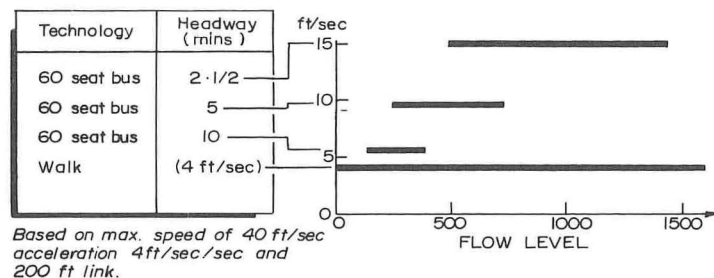 Technology Headway (mins)
60 seat bus 2·1/2
60 seat bus 5
60 seat bus 10
Walk (4 ft/sec)
Based on max. speed of 40 ft/sec
acceleration 4ft/sec/sec and
200 ft link.
ft/sec
15
10
5
0
0 500 1000 1500
FLOW LEVEL